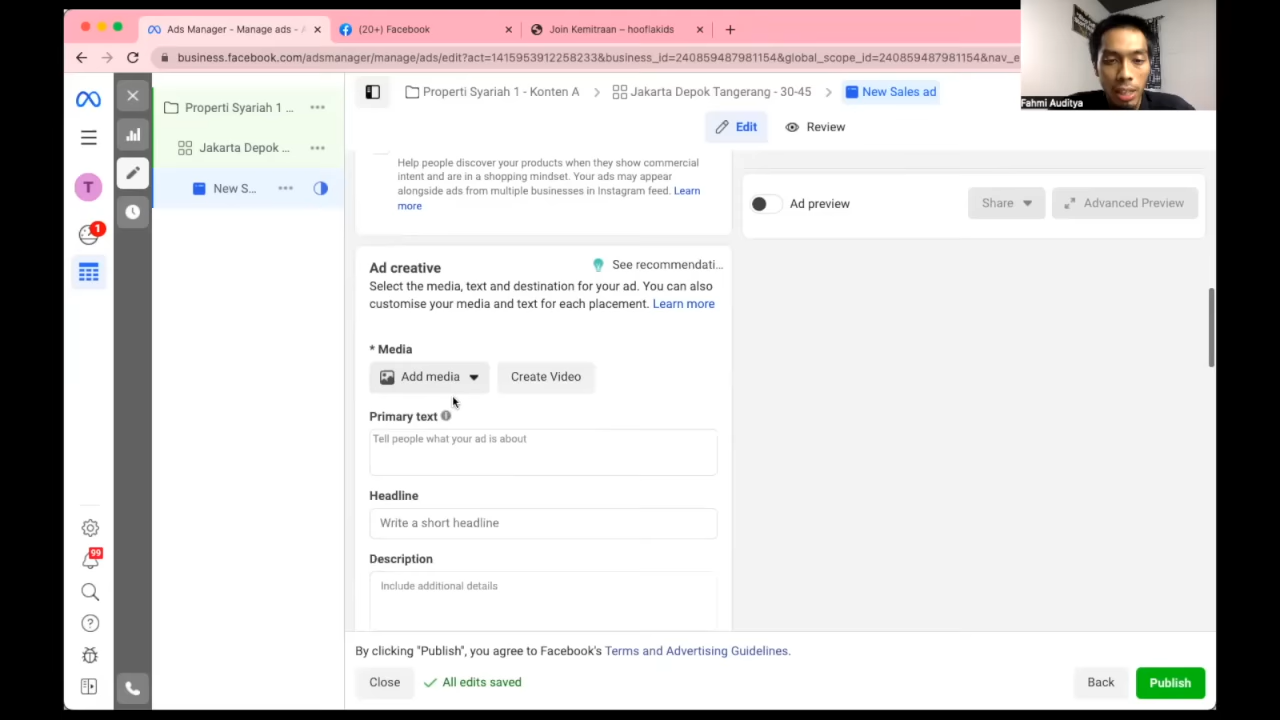 Ads Manager - Manage ads - A
(20+) Facebook
Join Kemitraan – hooflakids
business.facebook.com/adsmanager/manage/ads/edit?act=1415953912258233&business_id=240859487981154&global_scope_id=240859487981154&nav_e
Fahmi Auditya
Properti Syariah 1 ...
Jakarta Depok ...
New S...
T
1
99
Properti Syariah 1 - Konten A
Jakarta Depok Tangerang - 30-45
New Sales ad
Edit
Review
Help people discover your products when they show commercial
intent and are in a shopping mindset. Your ads may appear
alongside ads from multiple businesses in Instagram feed. Learn
more
Ad preview
Share
Advanced Preview
Ad creative
See recommendati...
Select the media, text and destination for your ad. You can also
customise your media and text for each placement. Learn more
* Media
Add media
Create Video
Primary text
Tell people what your ad is about
Headline
Write a short headline
Description
Include additional details
By clicking "Publish", you agree to Facebook's Terms and Advertising Guidelines.
Close
All edits saved
Back
Publish